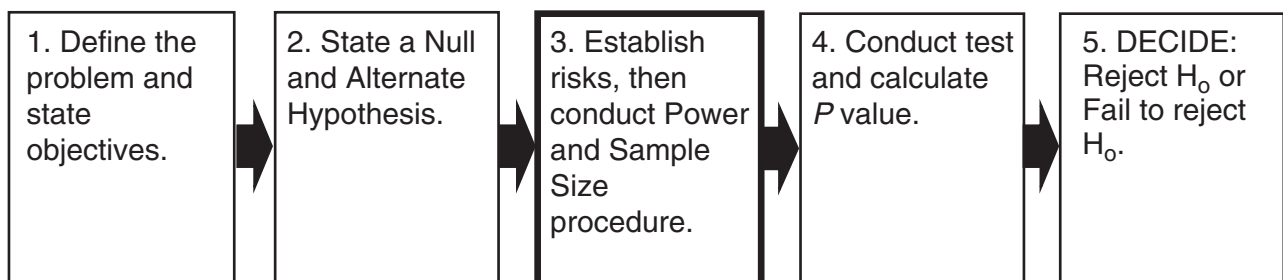 1. Define the
problem and
state
objectives.
2. State a Null
and Alternate
Hypothesis.
3. Establish
risks, then
conduct Power
and Sample
Size
procedure.
4. Conduct test
and calculate
P value.
5. DECIDE:
Reject Hₒ or
Fail to reject
Hₒ.